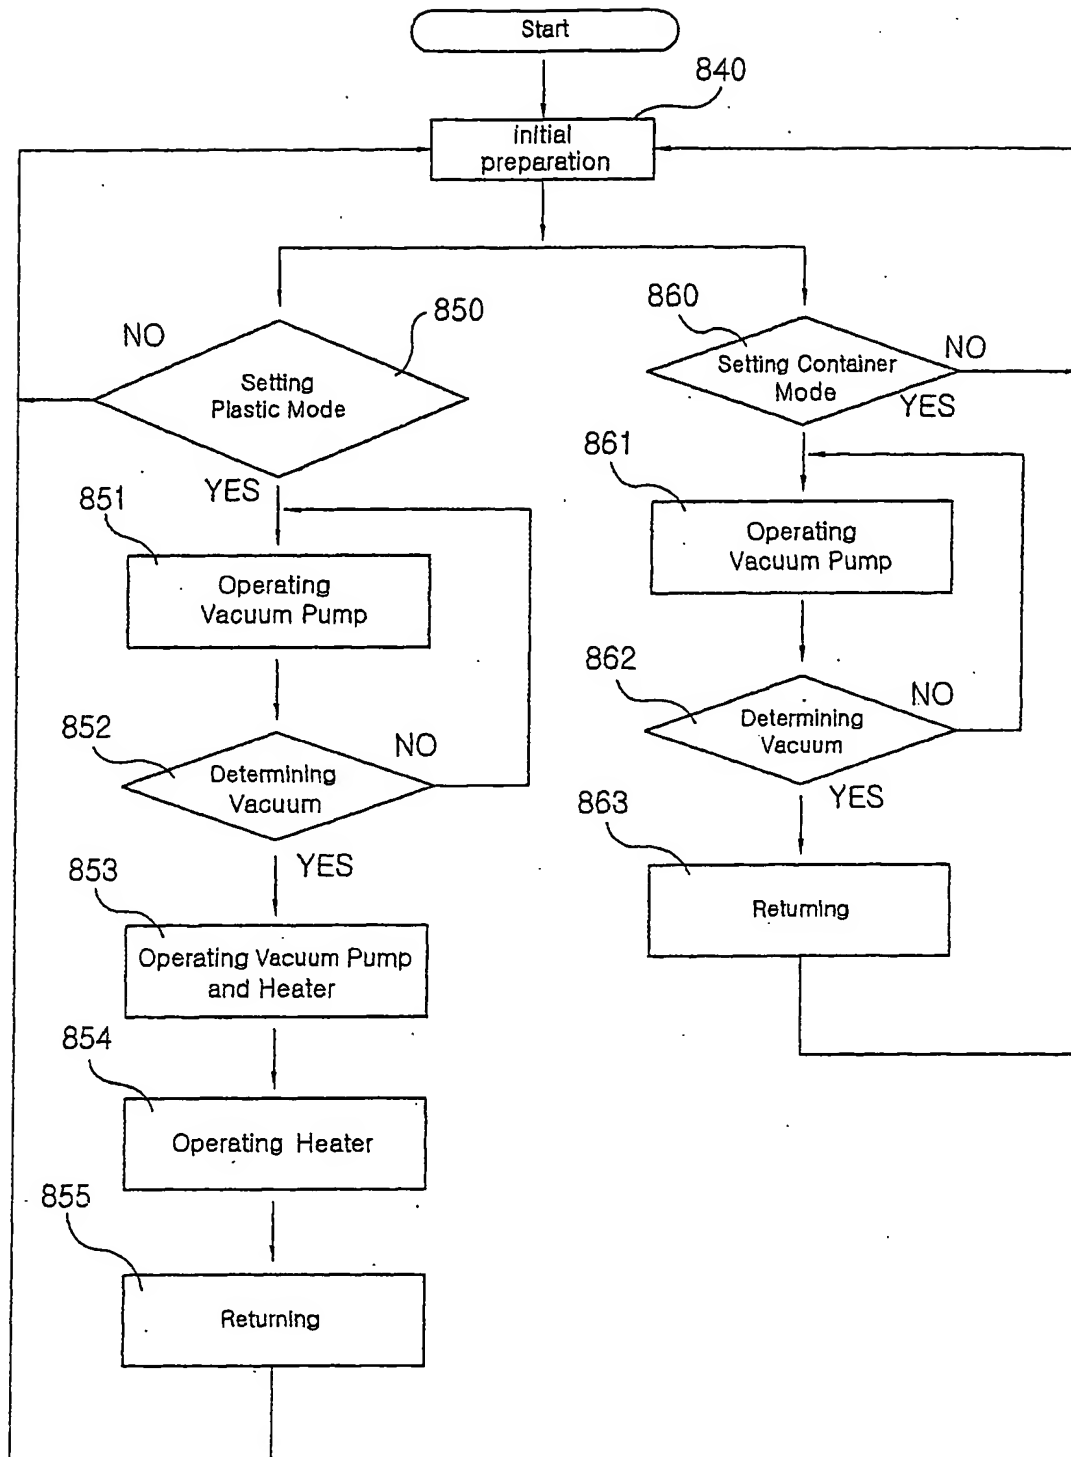 Start
840
initial
preparation
850
NO
Setting
Plastic Mode
YES
860
NO
Setting Container
Mode
YES
851
Operating
Vacuum Pump
861
Operating
Vacuum Pump
852
NO
Determining
Vacuum
YES
862
NO
Determining
Vacuum
YES
853
Operating Vacuum Pump
and Heater
863
Returning
854
Operating Heater
855
Returning